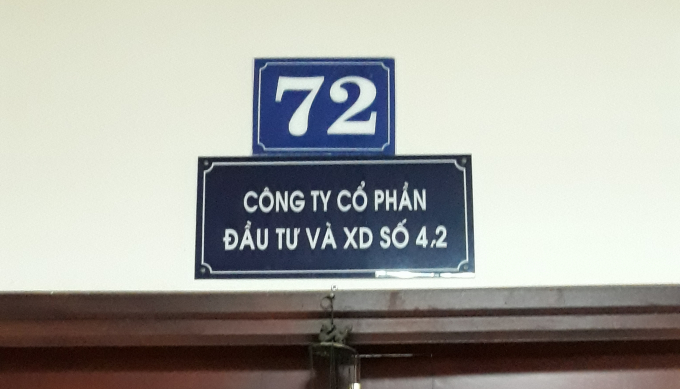 72
CÔNG TY CỔ PHẦN
ĐẦU TƯ VÀ XD SỐ 4.2